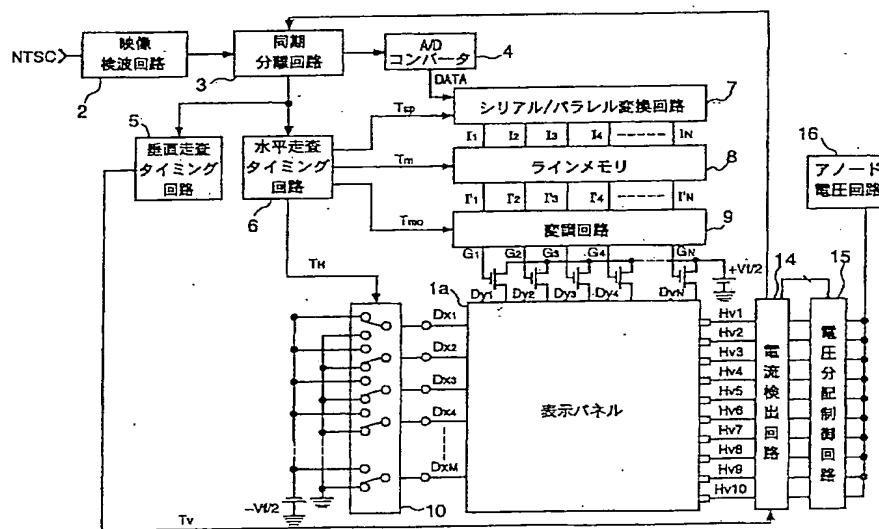 NTSC
映像
検波回路
2
同期
分離回路
3
A/D
コンバータ
4
DATA
5
垂直走査
タイミング
回路
水平走査
タイミング
回路
6
Tsp
Tm
Tmo
TH
シリアル/パラレル変換回路
7
I1 I2 I3 I4 IN
ラインメモリ
8
I'1 I'2 I'3 I'4 I'N
変調回路
9
G1 G2 G3 G4 GN
+Vf/2
Dy1 Dy2 Dy3 Dy4 DyN
1a
表示パネル
Dx1
Dx2
Dx3
Dx4
DxM
10
-Vf/2
Tv
Hv1
Hv2
Hv3
Hv4
Hv5
Hv6
Hv7
Hv8
Hv9
Hv10
14
電流検出回路
15
電圧分配制御回路
16
アノード
電圧回路